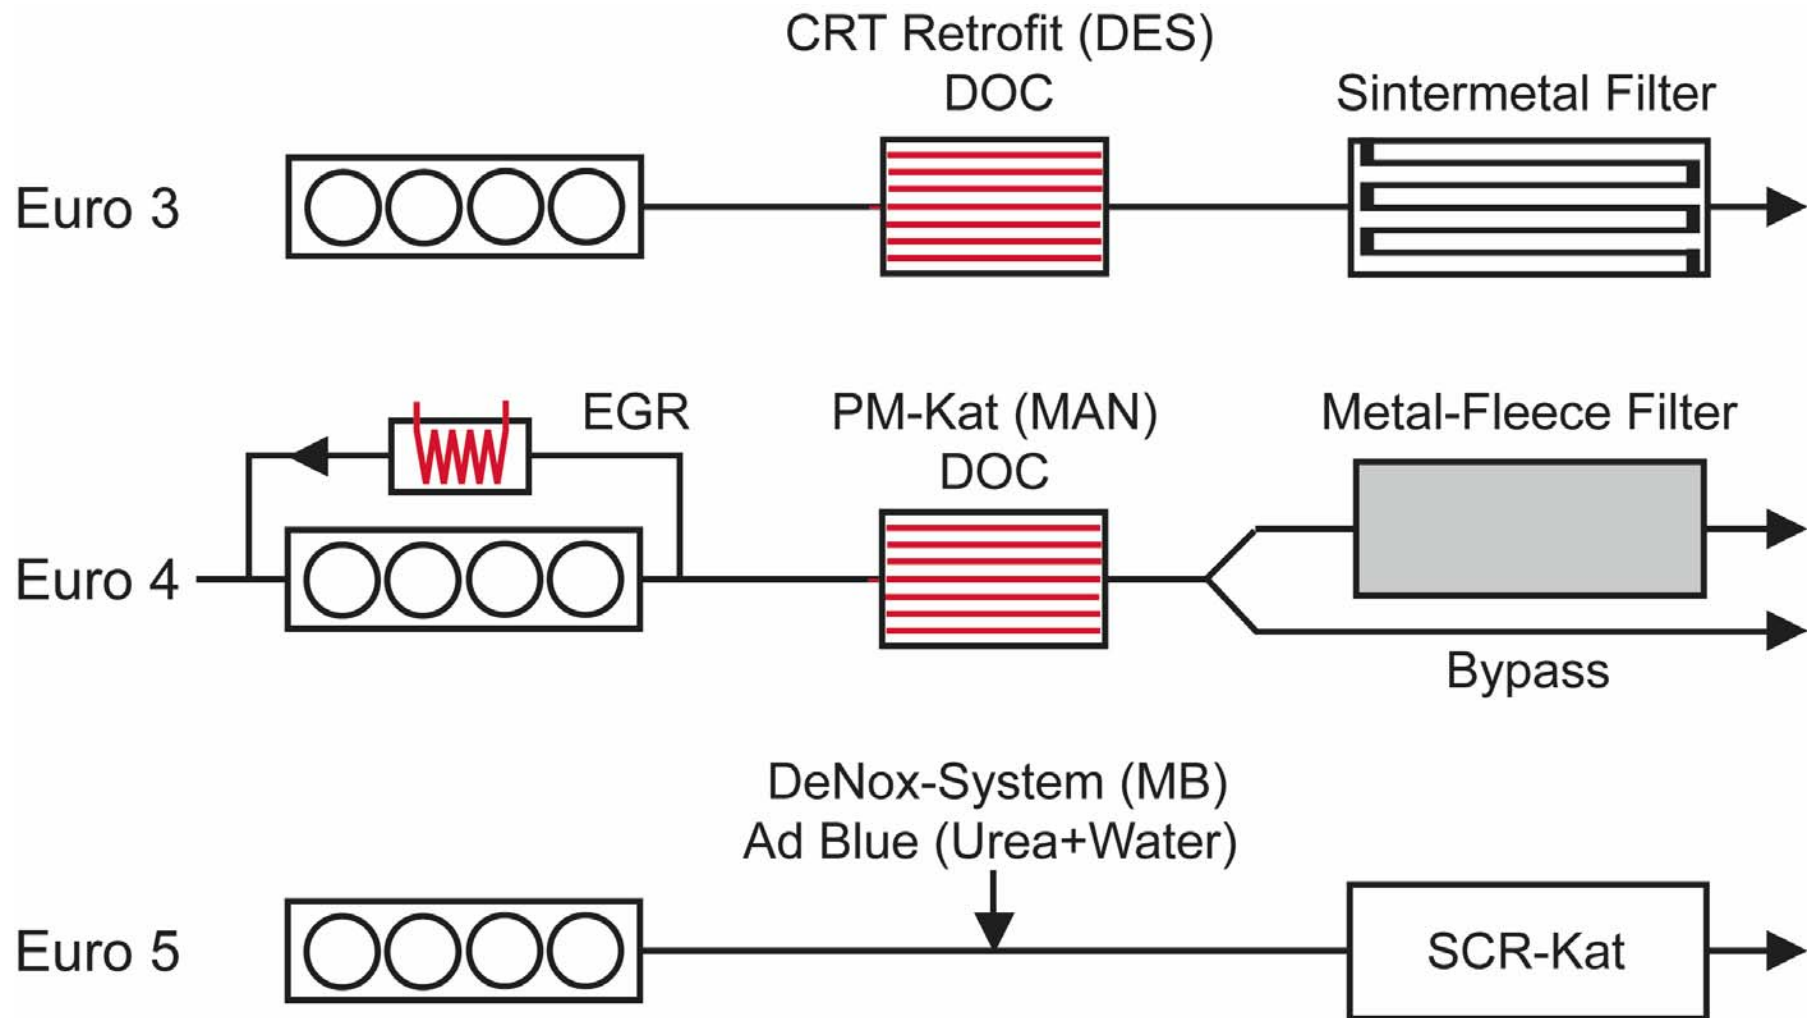 CRT Retrofit (DES)
DOC
Sintermetal Filter
Euro 3
EGR
PM-Kat (MAN)
DOC
Metal-Fleece Filter
Euro 4
Bypass
DeNox-System (MB)
Ad Blue (Urea+Water)
Euro 5
SCR-Kat